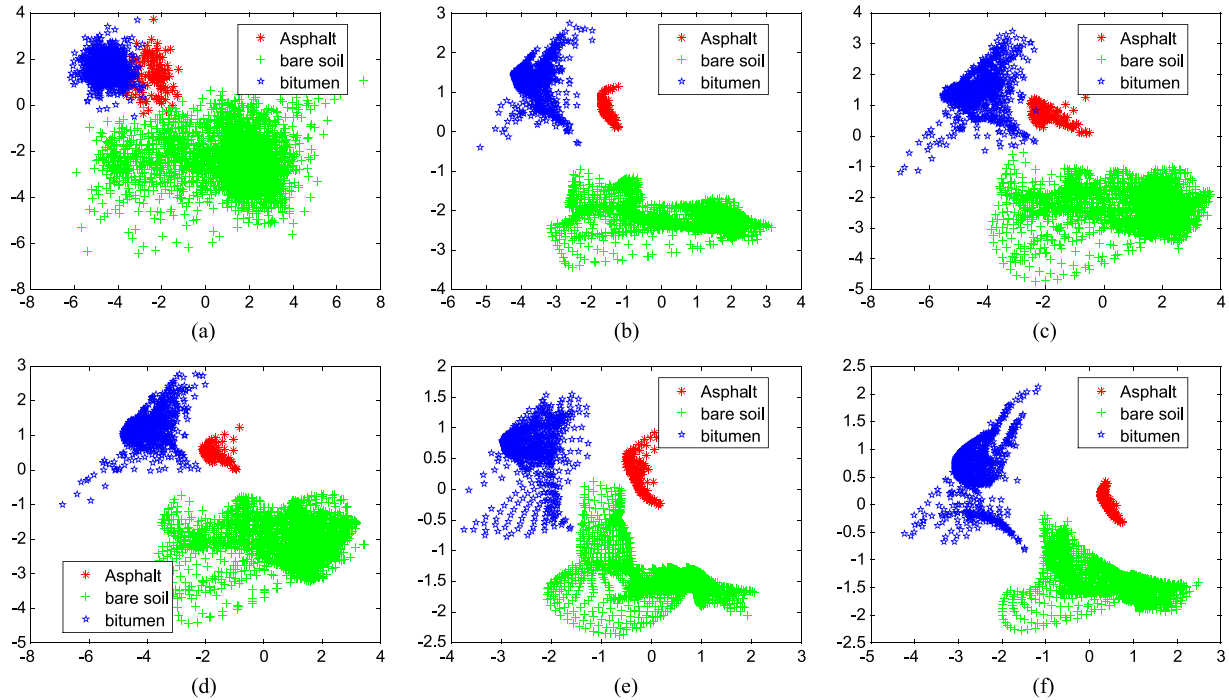 8
6
4
2
0
-2
-4
-6
-8
-8 -6 -4 -2 0 2 4 6 8
Asphalt
bare soil
bitumen
(a)
3
2
1
0
-1
-2
-3
-4
-6 -5 -4 -3 -2 -1 0 1 2 3 4
Asphalt
bare soil
bitumen
(b)
4
3
2
1
0
-1
-2
-3
-4
-5
-8 -6 -4 -2 0 2 4
Asphalt
bare soil
bitumen
(c)
3
2
1
0
-1
-2
-3
-4
-5
-8 -6 -4 -2 0 2 4
Asphalt
bare soil
bitumen
(d)
2
1.5
1
0.5
0
-0.5
-1
-1.5
-2
-2.5
-4 -3 -2 -1 0 1 2 3
Asphalt
bare soil
bitumen
(e)
2.5
2
1.5
1
0.5
0
-0.5
-1
-1.5
-2
-2.5
-5 -4 -3 -2 -1 0 1 2 3
Asphalt
bare soil
bitumen
(f)